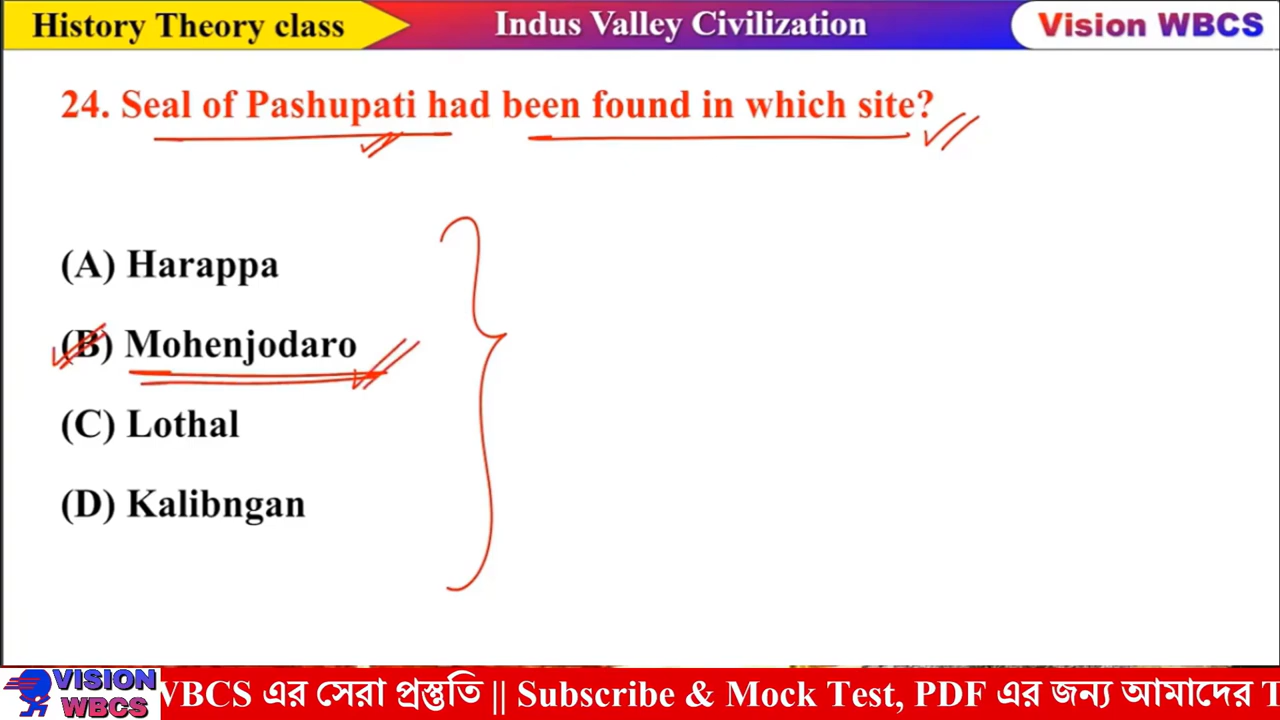 History Theory class
Indus Valley Civilization
Vision WBCS
24. Seal of Pashupati had been found in which site?
(A) Harappa
(B) Mohenjodaro
(C) Lothal
(D) Kalibngan
VISION
WBCS
WBCS এর সেরা প্রস্তুতি || Subscribe & Mock Test, PDF এর জন্য আমাদের T